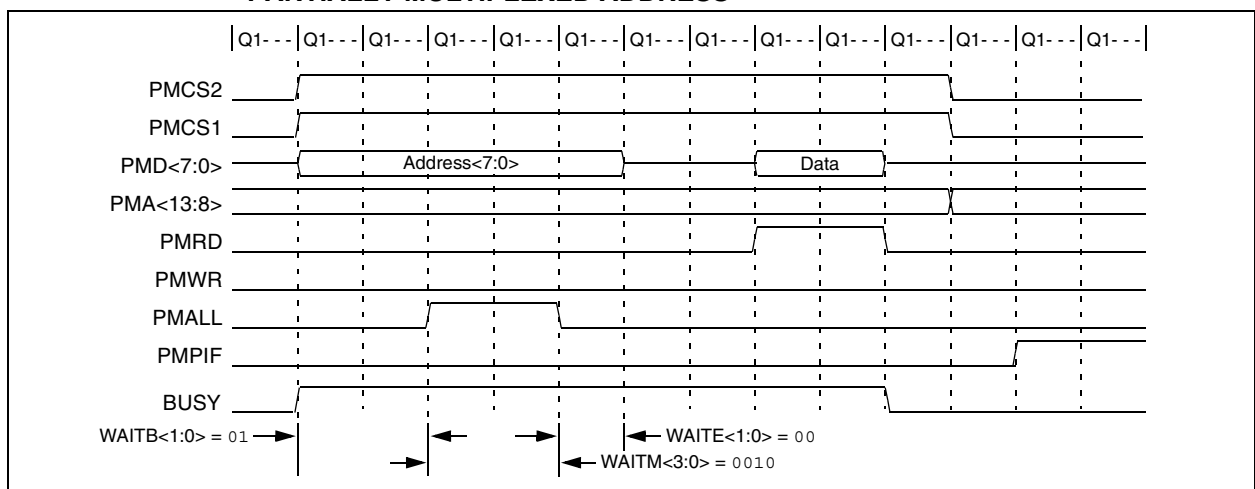 PARTIALLY MULTIPLEXED ADDRESS
Q1- - - Q1- - - Q1- - - Q1- - - Q1- - - Q1- - - Q1- - - Q1- - - Q1- - - Q1- - - Q1- - - Q1- - - Q1- - - Q1- - -
PMCS2
PMCS1
PMD<7:0> Address<7:0> Data
PMA<13:8>
PMRD
PMWR
PMALL
PMPIF
BUSY
WAITB<1:0> = 01 WAITE<1:0> = 00
WAITM<3:0> = 0010